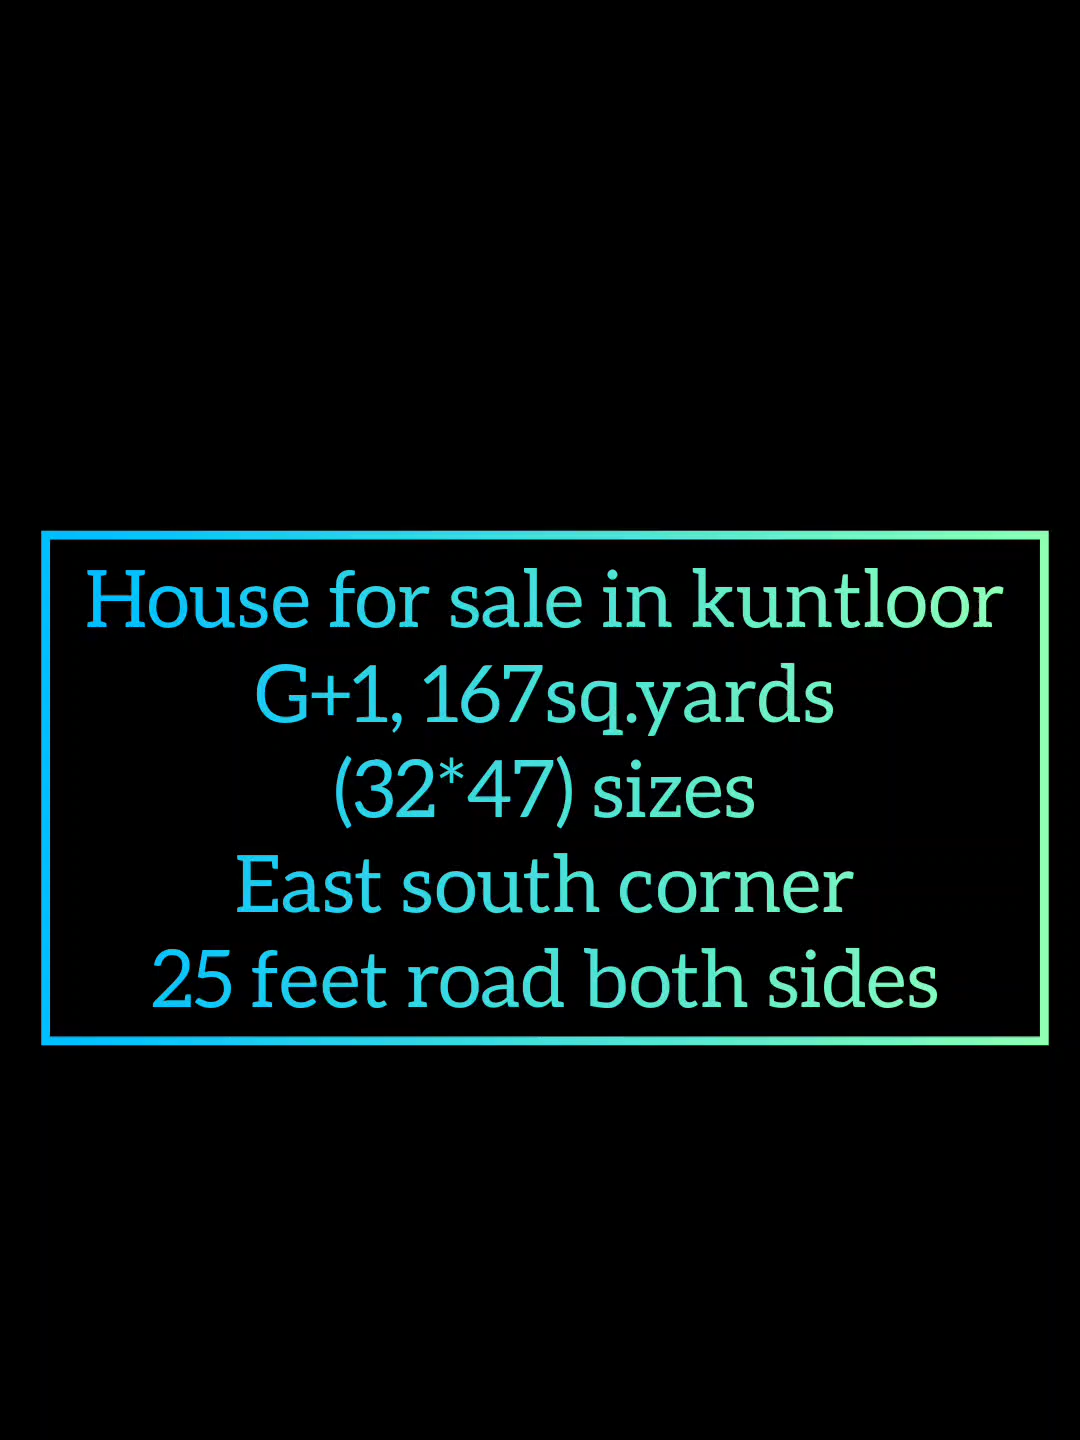 House for sale in kuntloor
G+1, 167sq.yards
(32*47) sizes
East south corner
25 feet road both sides